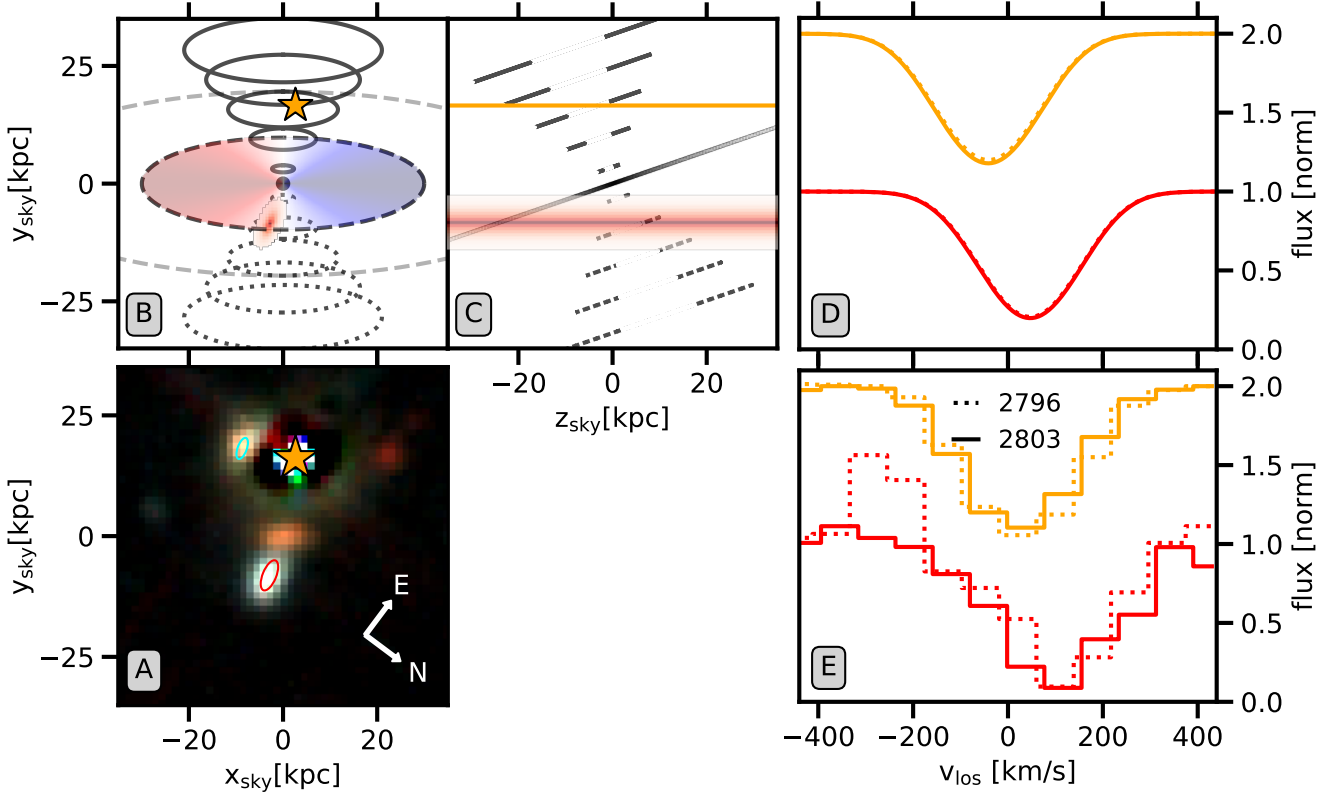 25
0
−25
y_sky[kpc]
B
C
−20
0
20
z_sky[kpc]
2.0
1.5
1.0
0.5
0.0
flux [norm]
D
25
0
−25
y_sky[kpc]
A
E
N
−20
0
20
x_sky[kpc]
2796
2803
E
2.0
1.5
1.0
0.5
0.0
flux [norm]
−400
−200
0
200
400
v_los [km/s]